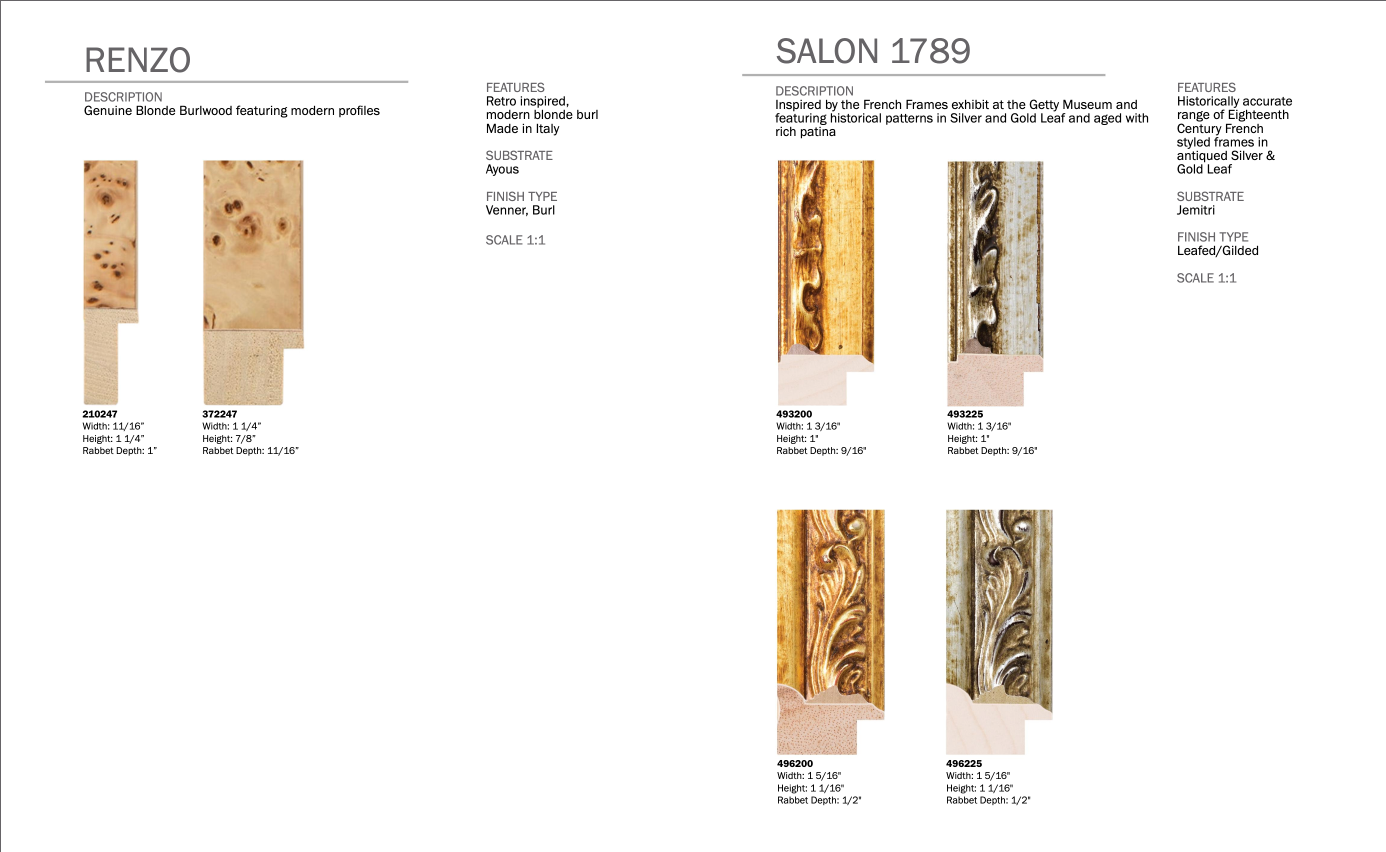 RENZO
DESCRIPTION
Genuine Blonde Burlwood featuring modern profiles
FEATURES
Retro inspired,
modern blonde burl
Made in Italy
SUBSTRATE
Ayous
FINISH TYPE
Venner, Burl
SCALE 1:1
210247
Width: 11/16”
Height: 1 1/4”
Rabbet Depth: 1”
372247
Width: 1 1/4”
Height: 7/8”
Rabbet Depth: 11/16”
SALON 1789
DESCRIPTION
Inspired by the French Frames exhibit at the Getty Museum and
featuring historical patterns in Silver and Gold Leaf and aged with
rich patina
FEATURES
Historically accurate
range of Eighteenth
Century French
styled frames in
antiqued Silver &
Gold Leaf
SUBSTRATE
Jemitri
FINISH TYPE
Leafed/Gilded
SCALE 1:1
493200
Width: 1 3/16"
Height: 1"
Rabbet Depth: 9/16"
493225
Width: 1 3/16"
Height: 1"
Rabbet Depth: 9/16"
496200
Width: 1 5/16"
Height: 1 1/16"
Rabbet Depth: 1/2"
496225
Width: 1 5/16"
Height: 1 1/16"
Rabbet Depth: 1/2"